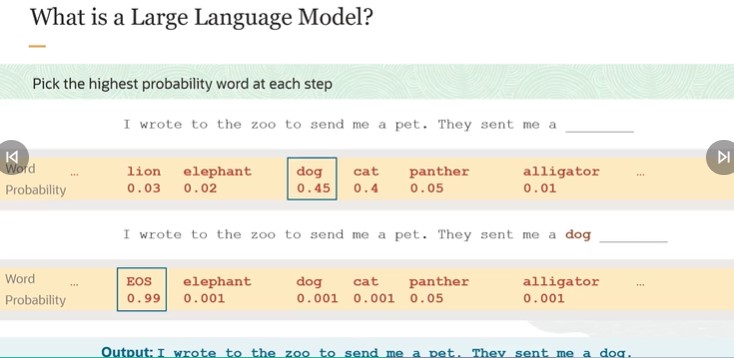 What is a Large Language Model?
Pick the highest probability word at each step
I wrote to the zoo to send me a pet. They sent me a ________
Word ... lion elephant dog cat panther alligator ...
Probability 0.03 0.02 0.45 0.4 0.05 0.01
I wrote to the zoo to send me a pet. They sent me a dog ________
Word ... EOS elephant dog cat panther alligator ...
Probability 0.99 0.001 0.001 0.001 0.05 0.001
Output: I wrote to the zoo to send me a pet. They sent me a dog.